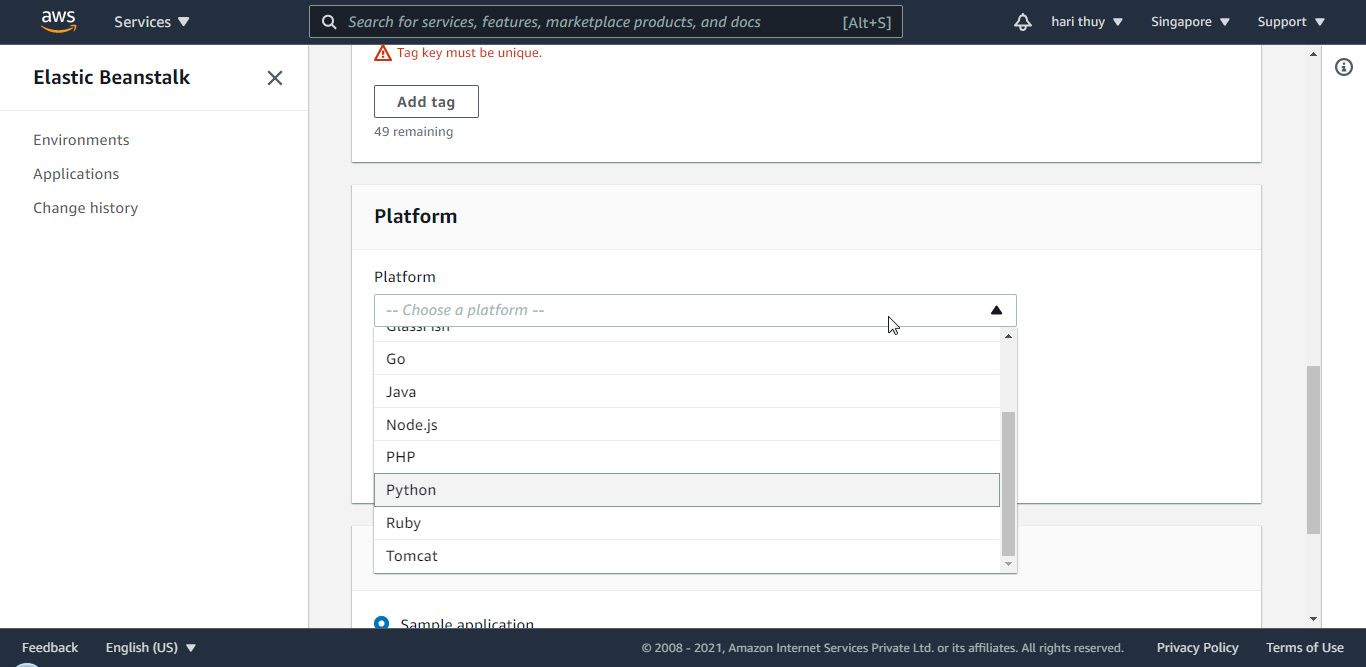 aws
Services
Search for services, features, marketplace products, and docs [Alt+S]
hari thuy
Singapore
Support
Elastic Beanstalk
Environments
Applications
Change history
Tag key must be unique.
Add tag
49 remaining
Platform
Platform
-- Choose a platform --
GlassFish
Go
Java
Node.js
PHP
Python
Ruby
Tomcat
Sample application
Feedback
English (US)
© 2008 - 2021, Amazon Internet Services Private Ltd. or its affiliates. All rights reserved.
Privacy Policy
Terms of Use